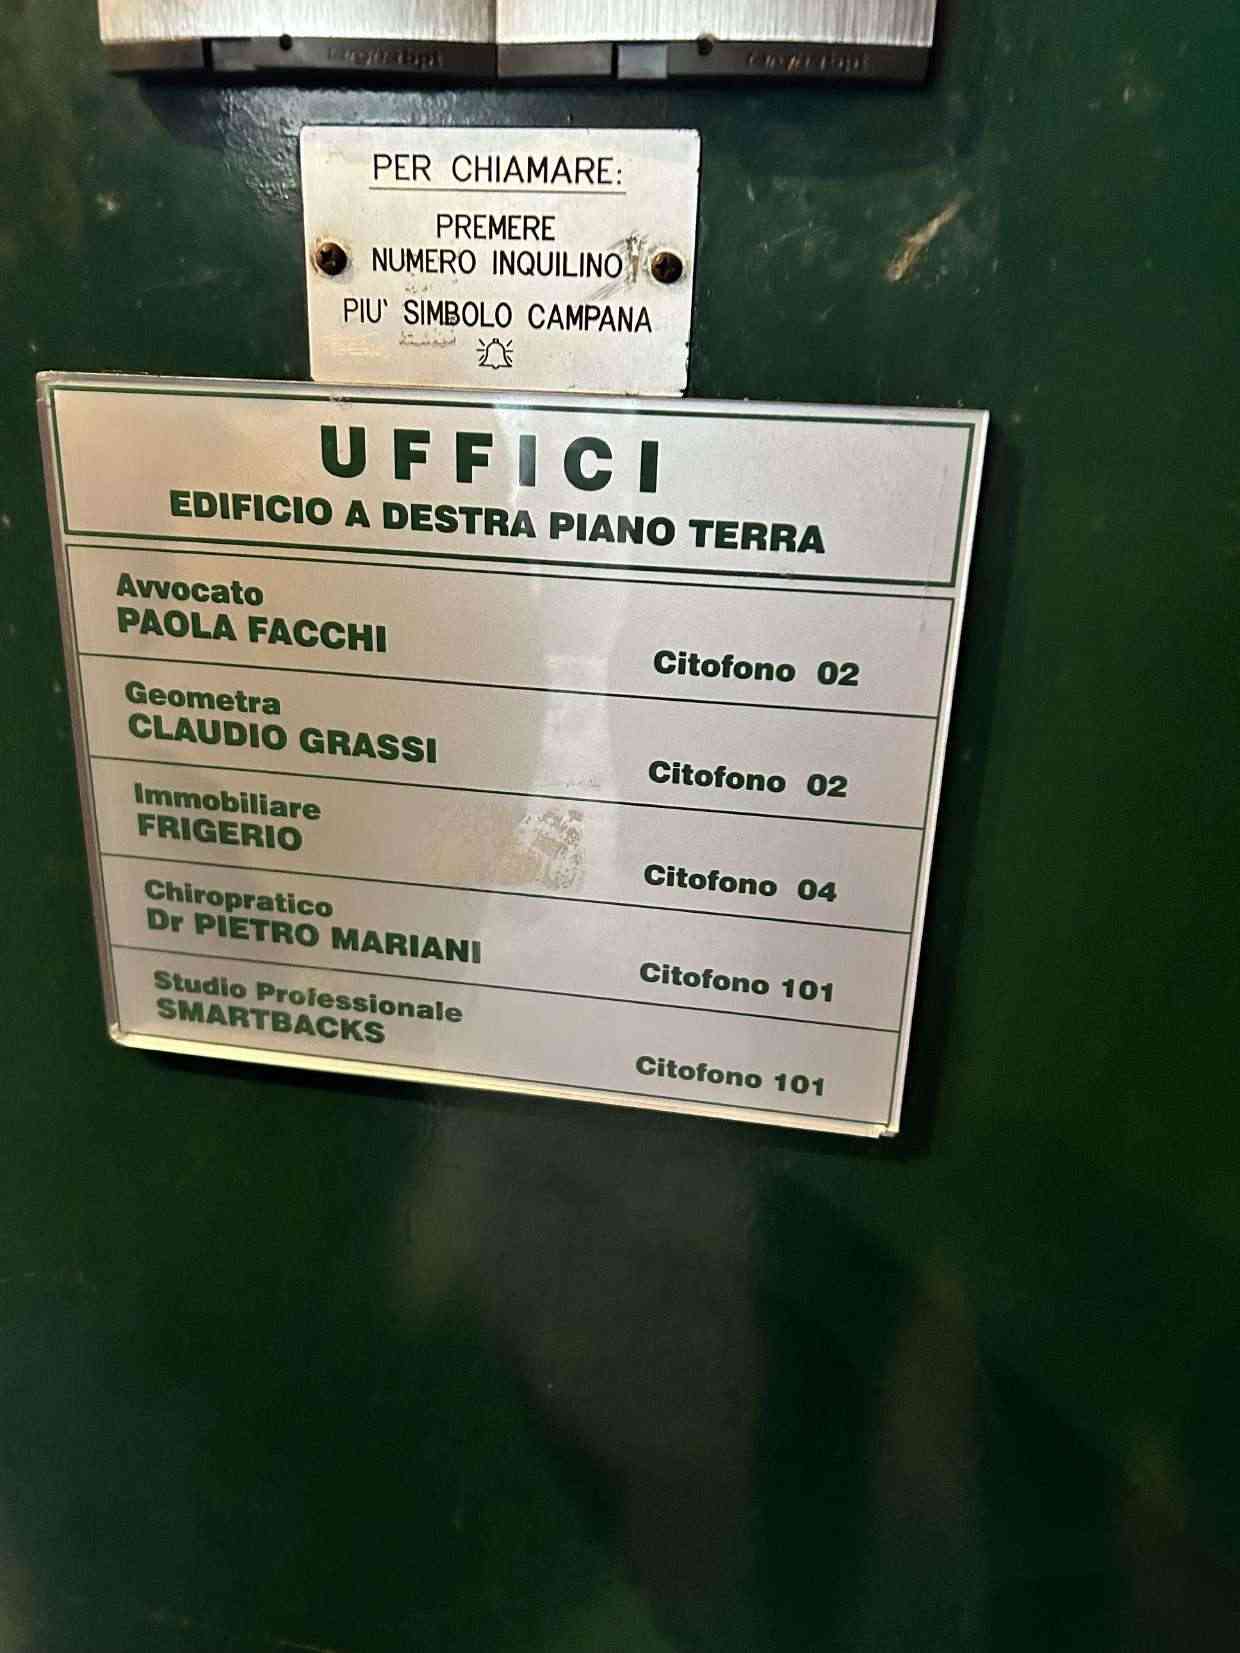 PER CHIAMARE:
PREMERE
NUMERO INQUILINO
PIU' SIMBOLO CAMPANA
UFFICI
EDIFICIO A DESTRA PIANO TERRA
Avvocato
PAOLA FACCHI
Citofono 02
Geometra
CLAUDIO GRASSI
Citofono 02
Immobiliare
FRIGERIO
Citofono 04
Chiropratico
Dr PIETRO MARIANI
Citofono 101
Studio Professionale
SMARTBACKS
Citofono 101